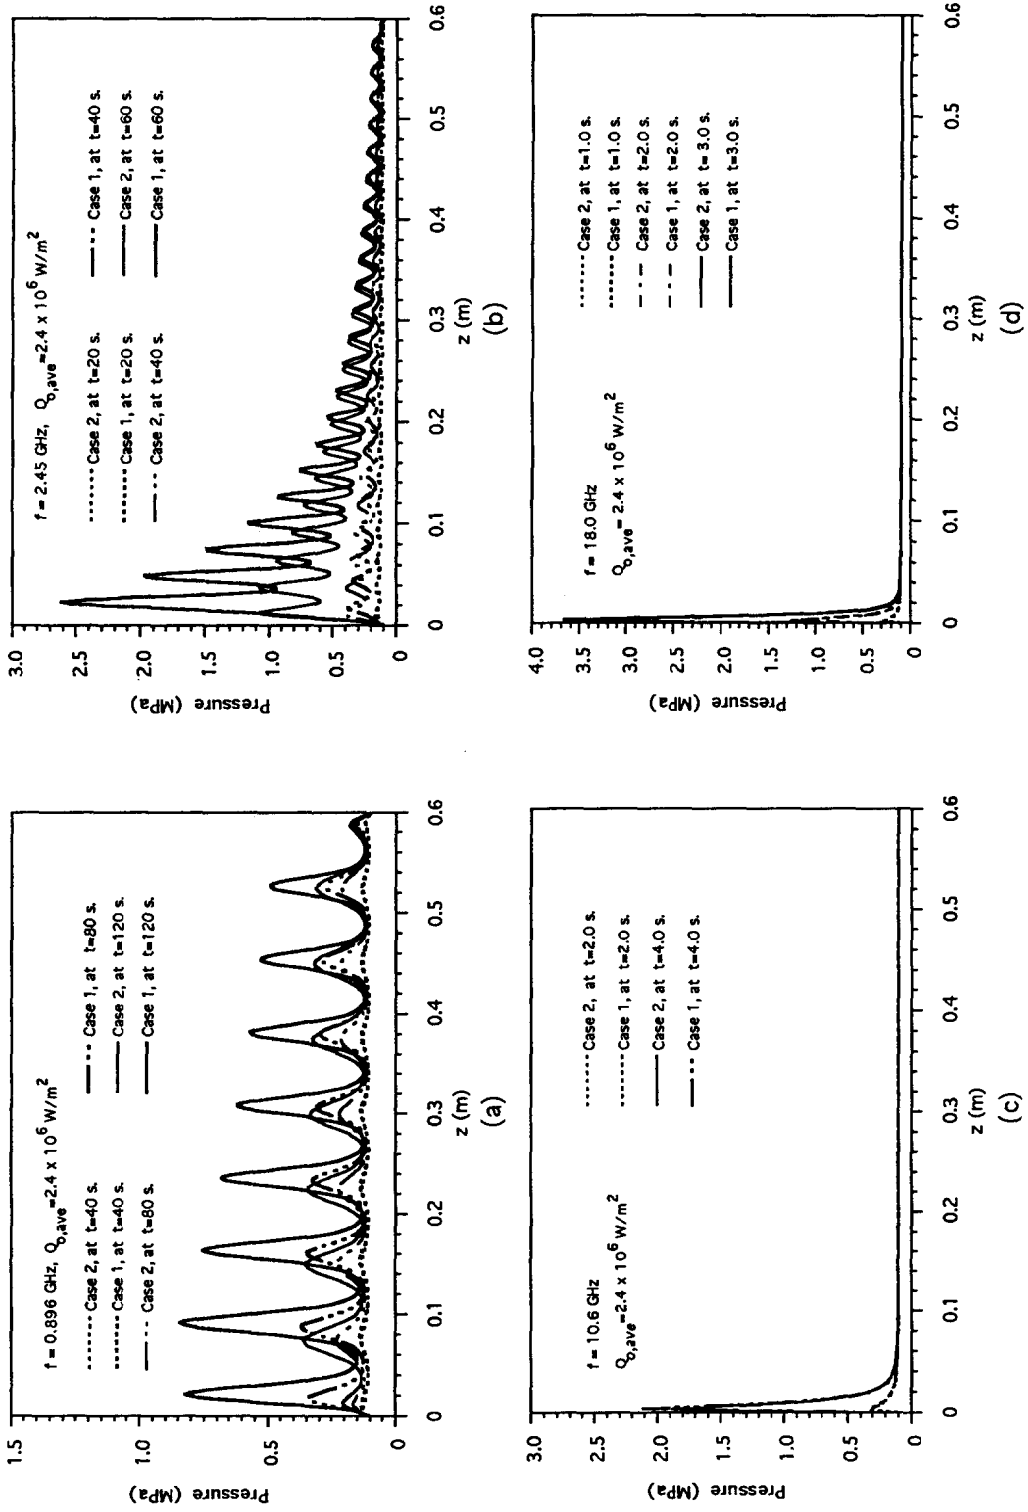 1.5
1.0
0.5
0
Pressure (MPa)
f = 0.896 GHz, Qo,ave=2.4 x 10^6 W/m^2
Case 2, at t=40 s.
Case 1, at t=40 s.
Case 2, at t=80 s.
Case 1, at t=80 s.
Case 2, at t=120 s.
Case 1, at t=120 s.
0 0.1 0.2 0.3 0.4 0.5 0.6
z (m)
(a)
3.0
2.5
2.0
1.5
1.0
0.5
0
Pressure (MPa)
f = 2.45 GHz, Qo,ave=2.4 x 10^6 W/m^2
Case 2, at t=20 s.
Case 1, at t=20 s.
Case 2, at t=40 s.
Case 1, at t=40 s.
Case 2, at t=60 s.
Case 1, at t=60 s.
0 0.1 0.2 0.3 0.4 0.5 0.6
z (m)
(b)
3.0
2.5
2.0
1.5
1.0
0.5
0
Pressure (MPa)
f = 10.6 GHz
Qo,ave=2.4 x 10^6 W/m^2
Case 2, at t=2.0 s.
Case 1, at t=2.0 s.
Case 2, at t=4.0 s.
Case 1, at t=4.0 s.
0 0.1 0.2 0.3 0.4 0.5 0.6
z (m)
(c)
4.0
3.5
3.0
2.5
2.0
1.5
1.0
0.5
0
Pressure (MPa)
f = 18.0 GHz
Qo,ave= 2.4 x 10^6 W/m^2
Case 2, at t=1.0 s.
Case 1, at t=1.0 s.
Case 2, at t=2.0 s.
Case 1, at t=2.0 s.
Case 2, at t=3.0 s.
Case 1, at t=3.0 s.
0 0.1 0.2 0.3 0.4 0.5 0.6
z (m)
(d)